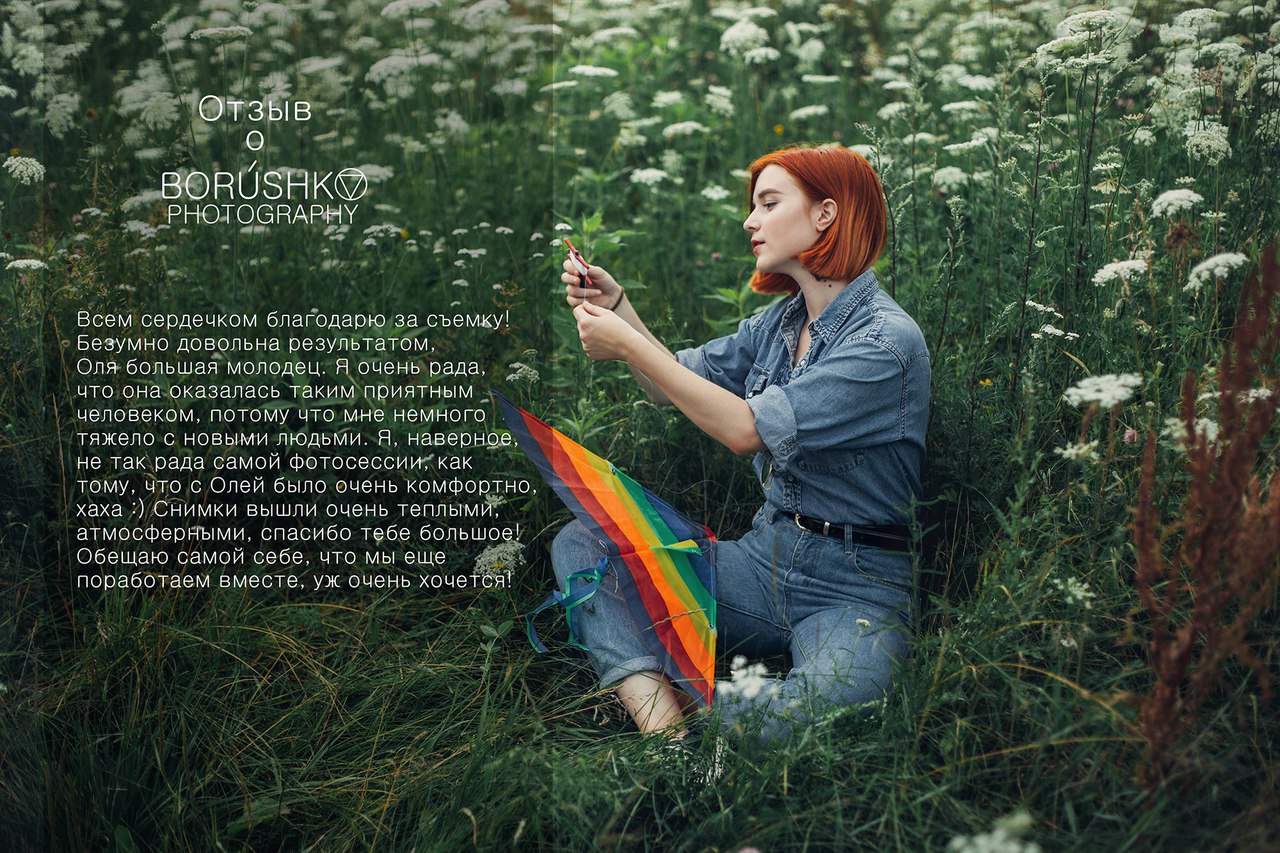 Отзыв
о
BORÚSHKO
PHOTOGRAPHY
Всем сердечком благодарю за съемку!
Безумно довольна результатом,
Оля большая молодец. Я очень рада,
что она оказалась таким приятным
человеком, потому что мне немного
тяжело с новыми людьми. Я, наверное,
не так рада самой фотосессии, как
тому, что с Олей было очень комфортно,
хаха :) Снимки вышли очень теплыми,
атмосферными, спасибо тебе большое!
Обещаю самой себе, что мы еще
поработаем вместе, уж очень хочется!